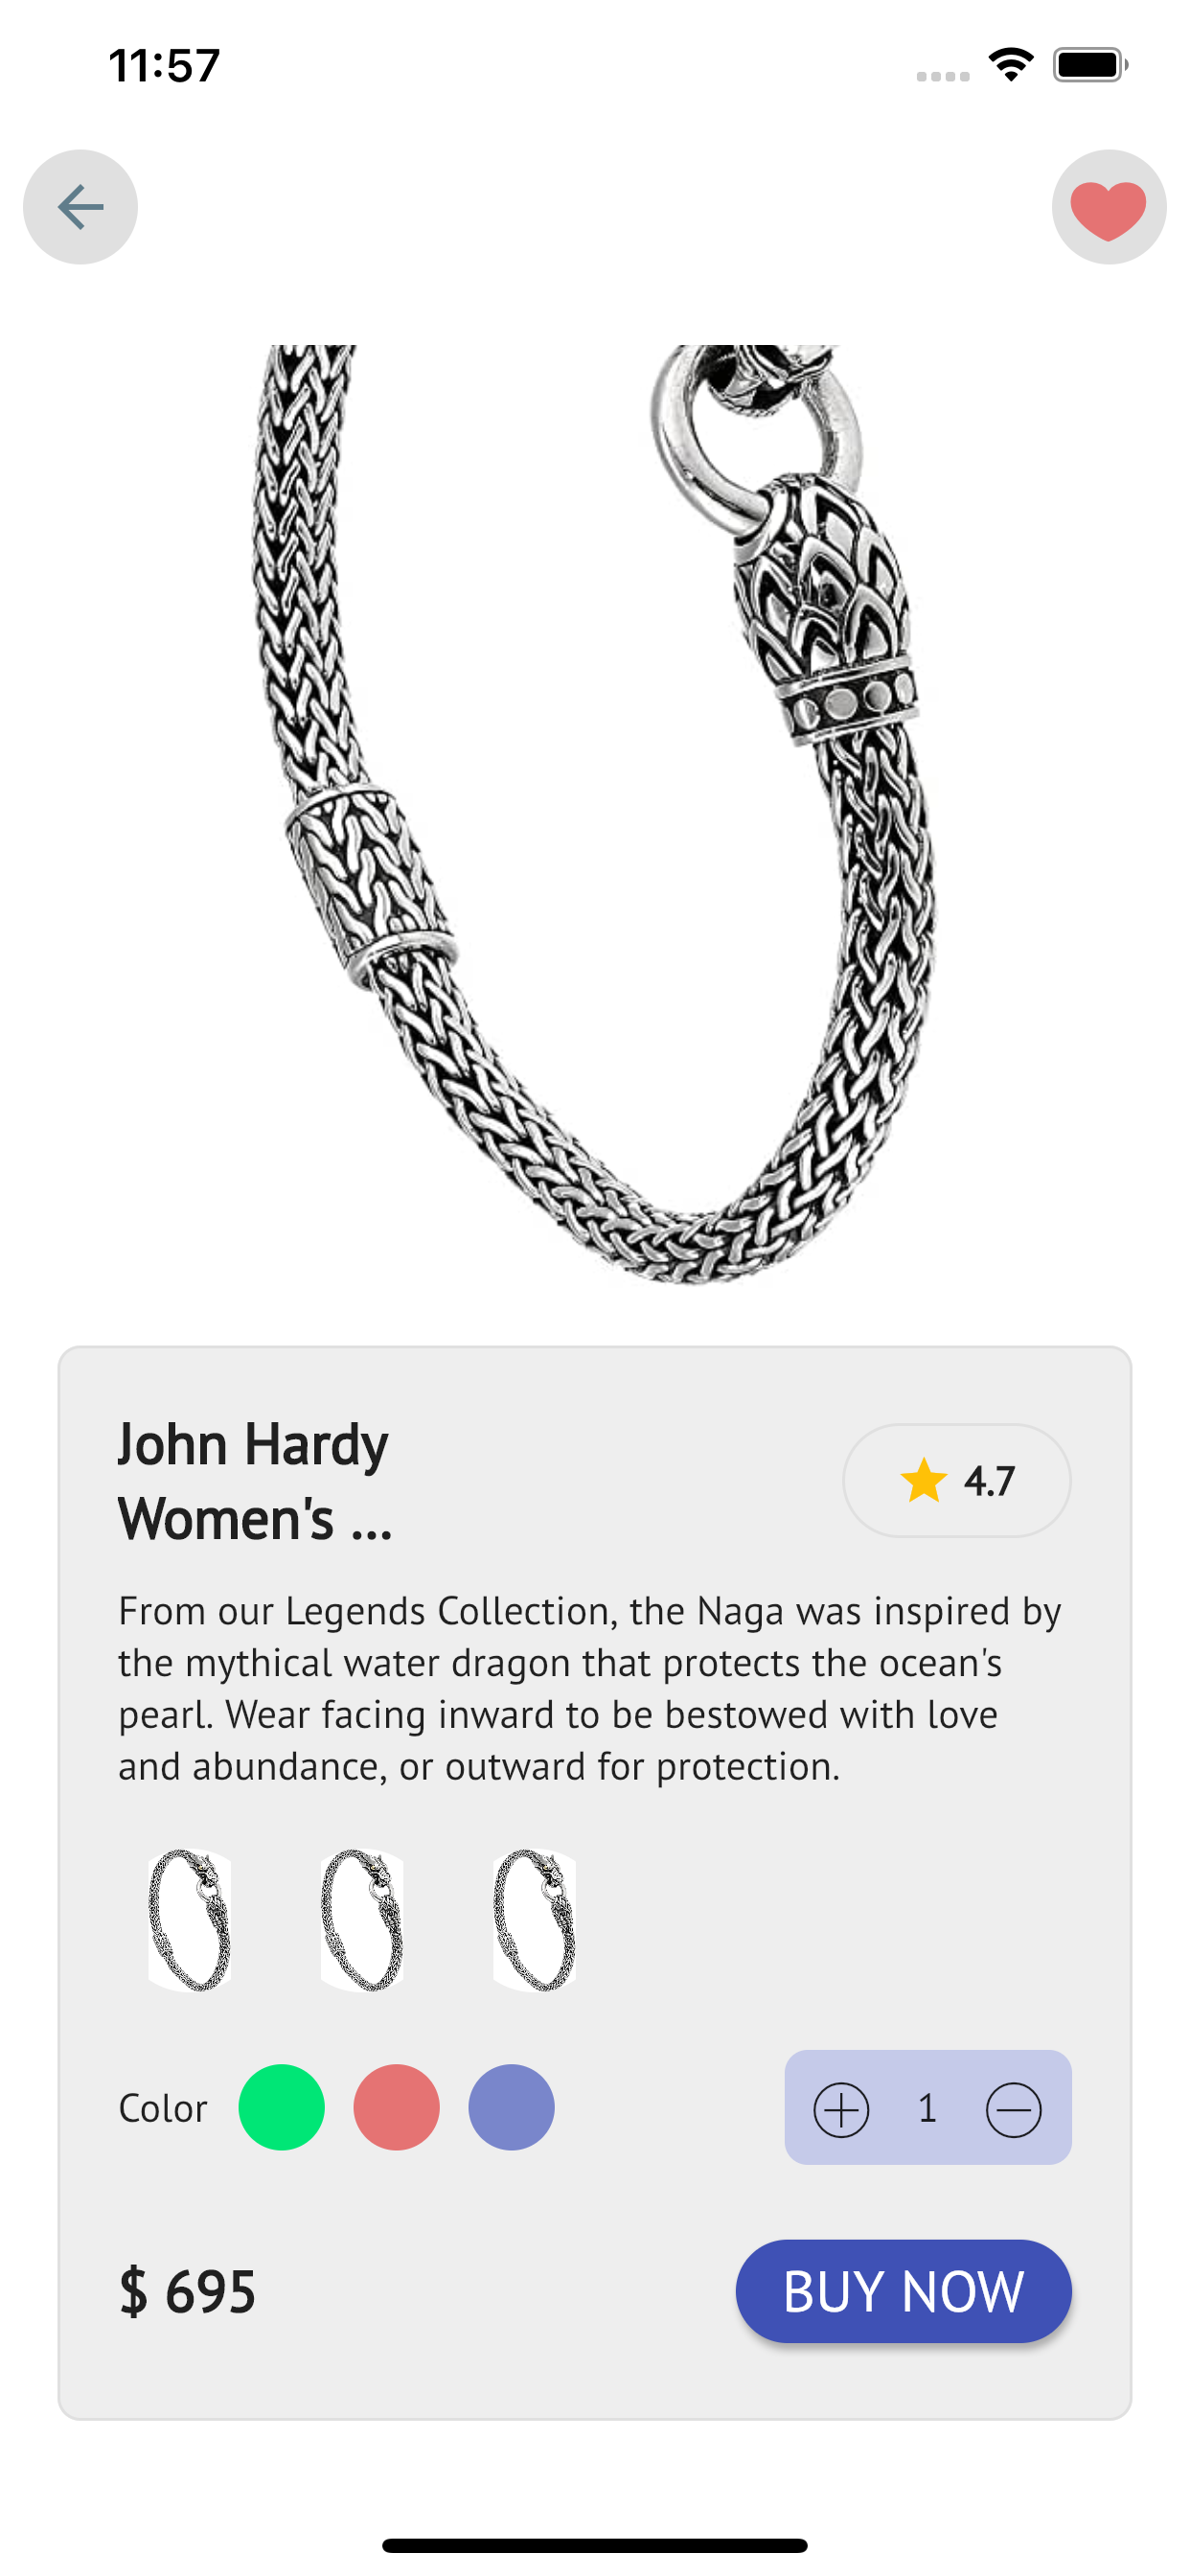 11:57
John Hardy
Women's ...
4.7
From our Legends Collection, the Naga was inspired by
the mythical water dragon that protects the ocean's
pearl. Wear facing inward to be bestowed with love
and abundance, or outward for protection.
Color
1
$ 695
BUY NOW